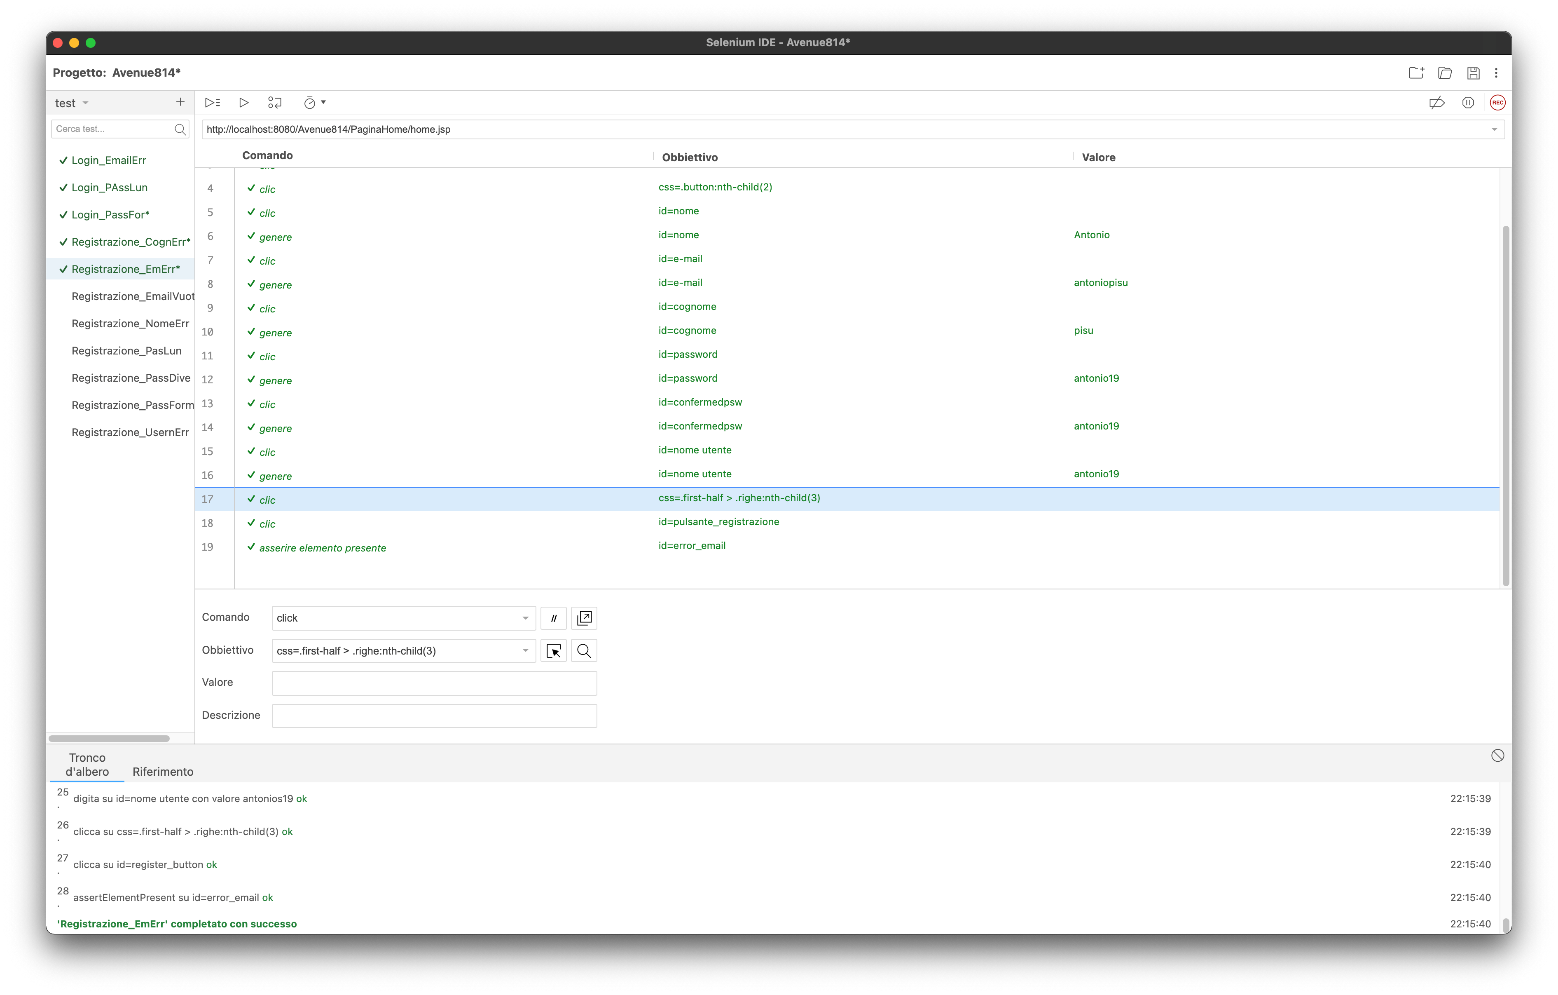 Selenium IDE - Avenue814*
Progetto: Avenue814*
test
REC
Cerca test...
http://localhost:8080/Avenue814/PaginaHome/home.jsp
Login_EmailErr
Login_PAssLun
Login_PassFor*
Registrazione_CognErr*
Registrazione_EmErr*
Registrazione_EmailVuot
Registrazione_NomeErr
Registrazione_PasLun
Registrazione_PassDive
Registrazione_PassForm
Registrazione_UsernErr
Comando Obbiettivo Valore
4 clic css=.button:nth-child(2)
5 clic id=nome
6 genere id=nome Antonio
7 clic id=e-mail
8 genere id=e-mail antoniopisu
9 clic id=cognome
10 genere id=cognome pisu
11 clic id=password
12 genere id=password antonio19
13 clic id=confermedpsw
14 genere id=confermedpsw antonio19
15 clic id=nome utente
16 genere id=nome utente antonio19
17 clic css=.first-half > .righe:nth-child(3)
18 clic id=pulsante_registrazione
19 asserire elemento presente id=error_email
Comando click //
Obbiettivo css=.first-half > .righe:nth-child(3)
Valore
Descrizione
Tronco
d'albero Riferimento
25. digita su id=nome utente con valore antonios19 ok 22:15:39
26. clicca su css=.first-half > .righe:nth-child(3) ok 22:15:39
27. clicca su id=register_button ok 22:15:40
28. assertElementPresent su id=error_email ok 22:15:40
'Registrazione_EmErr' completato con successo 22:15:40